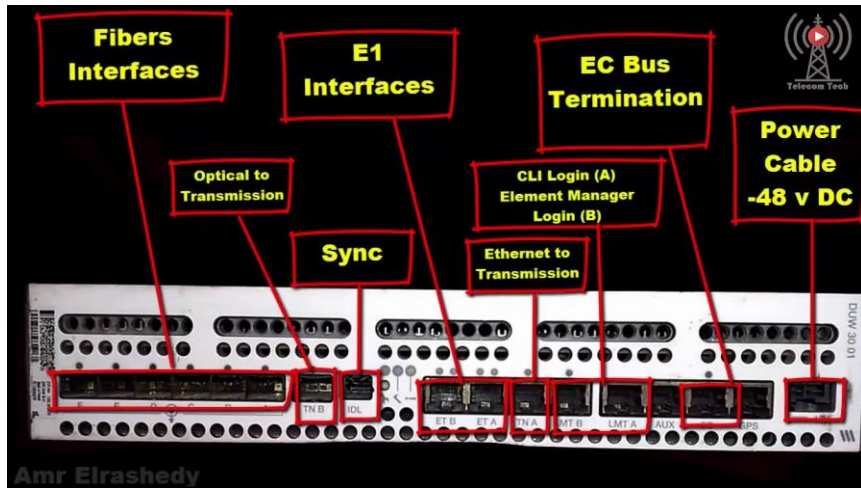 Fibers
Interfaces
E1
Interfaces
EC Bus
Termination
Telecom Tech
Power
Cable
-48 v DC
Optical to
Transmission
CLI Login (A)
Element Manager
Login (B)
Sync
Ethernet to
Transmission
DUW 30 01
TN B
IDL
ET B
ET A
TN A
LMT A
AUX
GPS
Amr Elrashedy